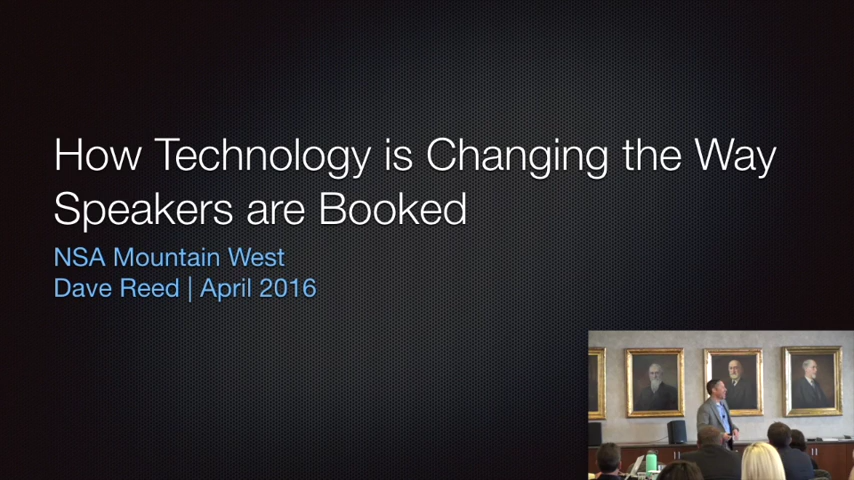 How Technology is Changing the Way
Speakers are Booked
NSA Mountain West
Dave Reed | April 2016